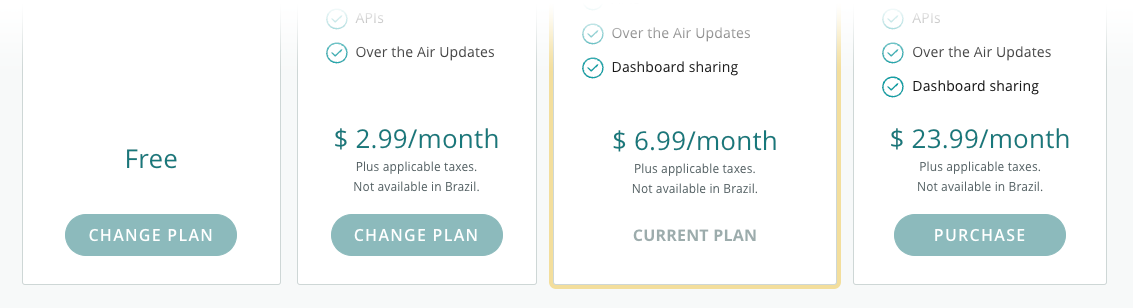 Free
CHANGE PLAN
APIs
Over the Air Updates
$ 2.99/month
Plus applicable taxes.
Not available in Brazil.
CHANGE PLAN
Over the Air Updates
Dashboard sharing
$ 6.99/month
Plus applicable taxes.
Not available in Brazil.
CURRENT PLAN
APIs
Over the Air Updates
Dashboard sharing
$ 23.99/month
Plus applicable taxes.
Not available in Brazil.
PURCHASE